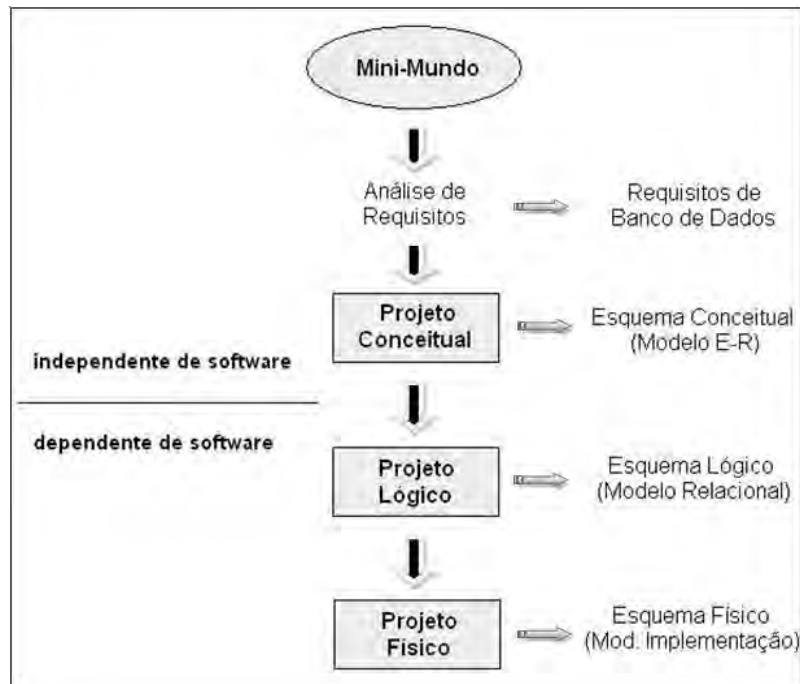 Mini-Mundo
Análise de
Requisitos
Requisitos de
Banco de Dados
Projeto
Conceitual
Esquema Conceitual
(Modelo E-R)
independente de software
dependente de software
Projeto
Lógico
Esquema Lógico
(Modelo Relacional)
Projeto
Físico
Esquema Físico
(Mod. Implementação)